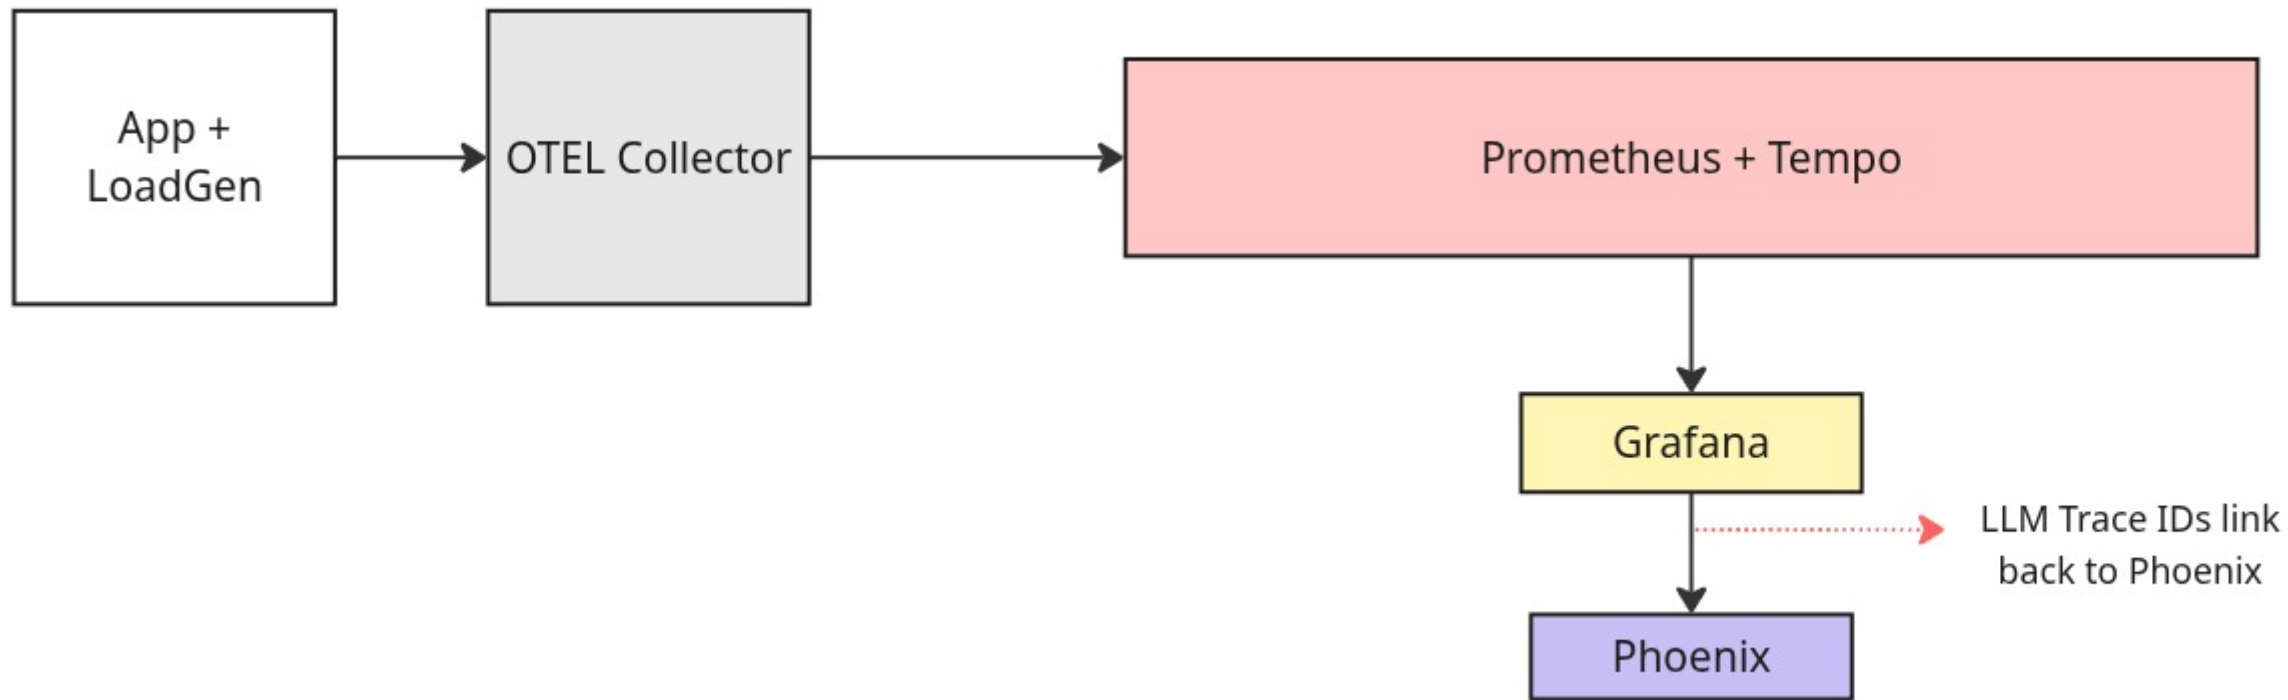 App +
LoadGen
OTEL Collector
Prometheus + Tempo
Grafana
LLM Trace IDs link
back to Phoenix
Phoenix